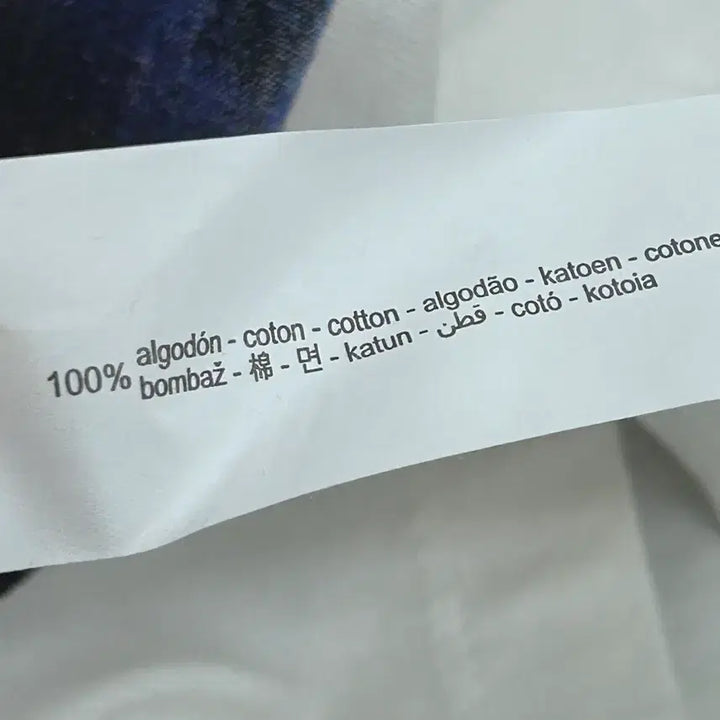 100% algodón - coton - cotton - algodão - katoen - cotone
bombaž - 棉 - 면 - katun - قطن - cotó - kotoia